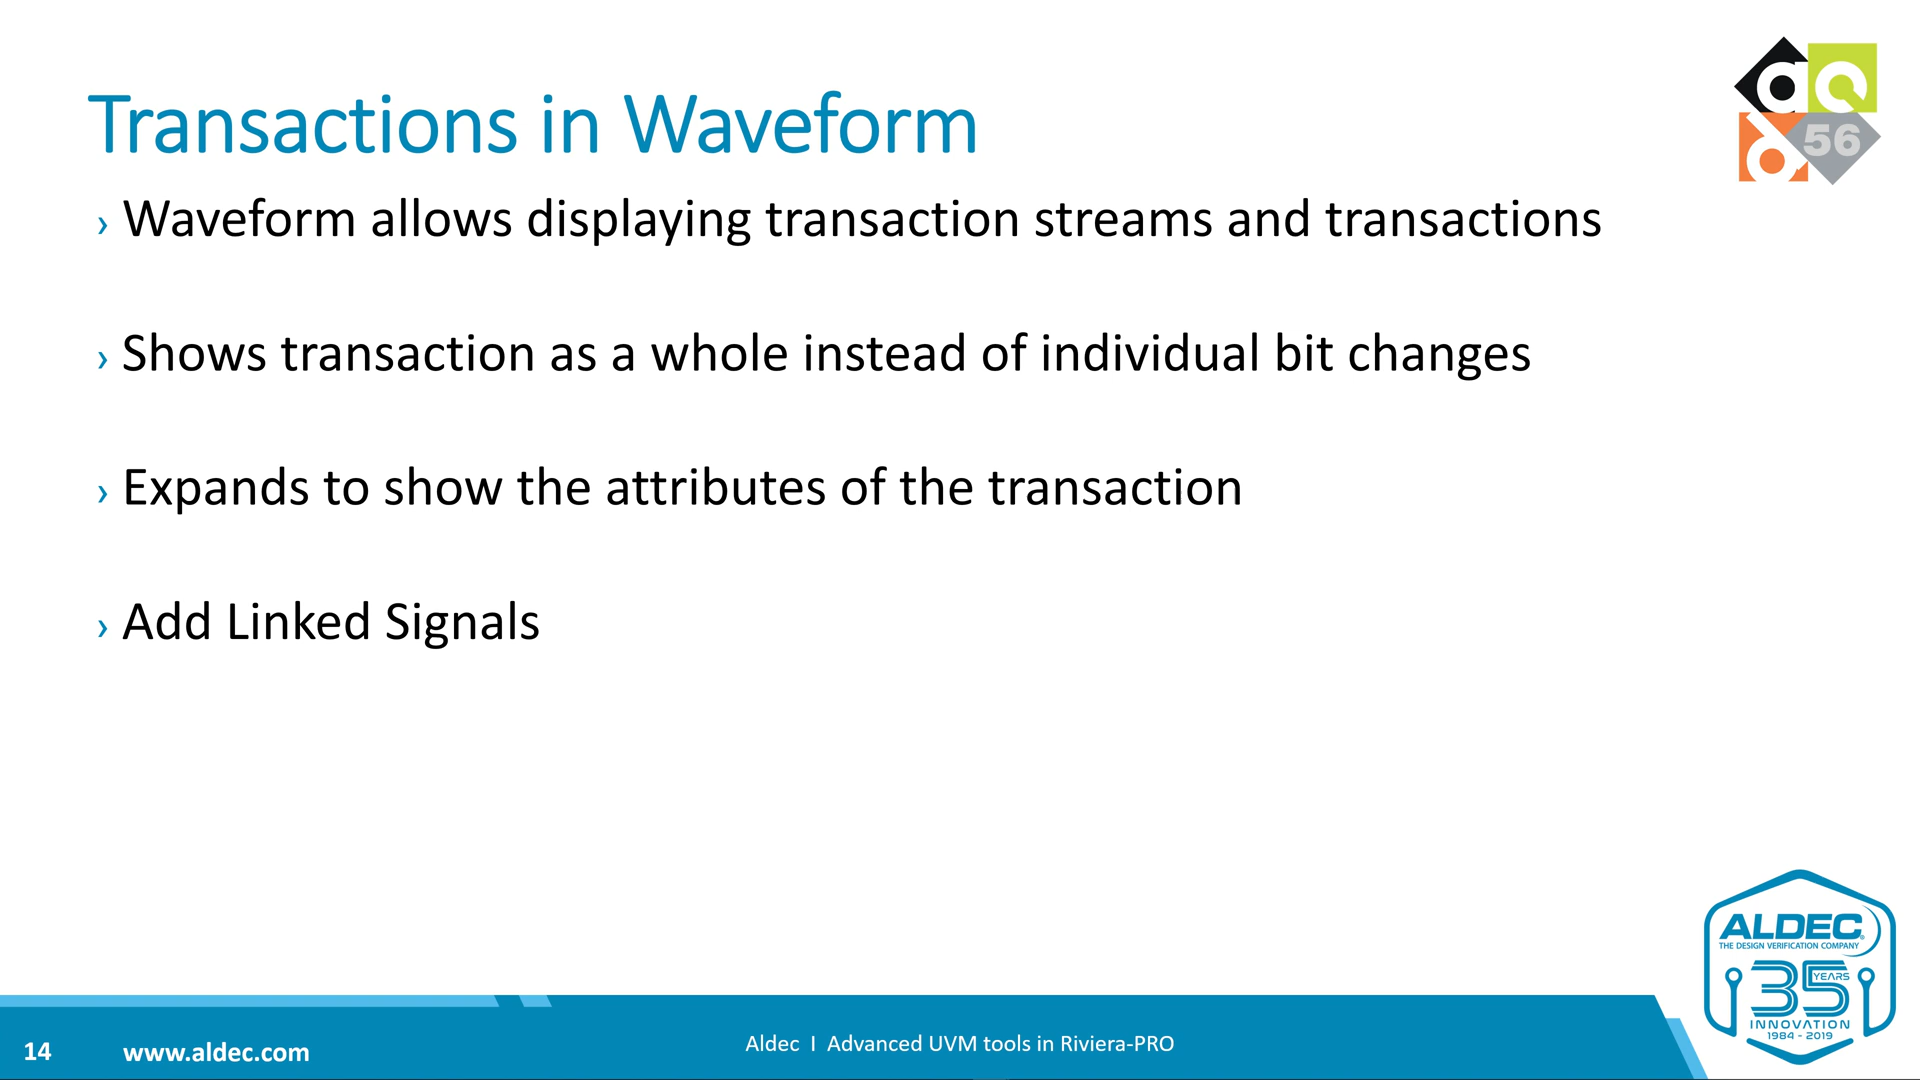 Transactions in Waveform
56
› Waveform allows displaying transaction streams and transactions
› Shows transaction as a whole instead of individual bit changes
› Expands to show the attributes of the transaction
› Add Linked Signals
ALDEC®
THE DESIGN VERIFICATION COMPANY
35 YEARS
INNOVATION
1984 - 2019
14 www.aldec.com Aldec I Advanced UVM tools in Riviera-PRO